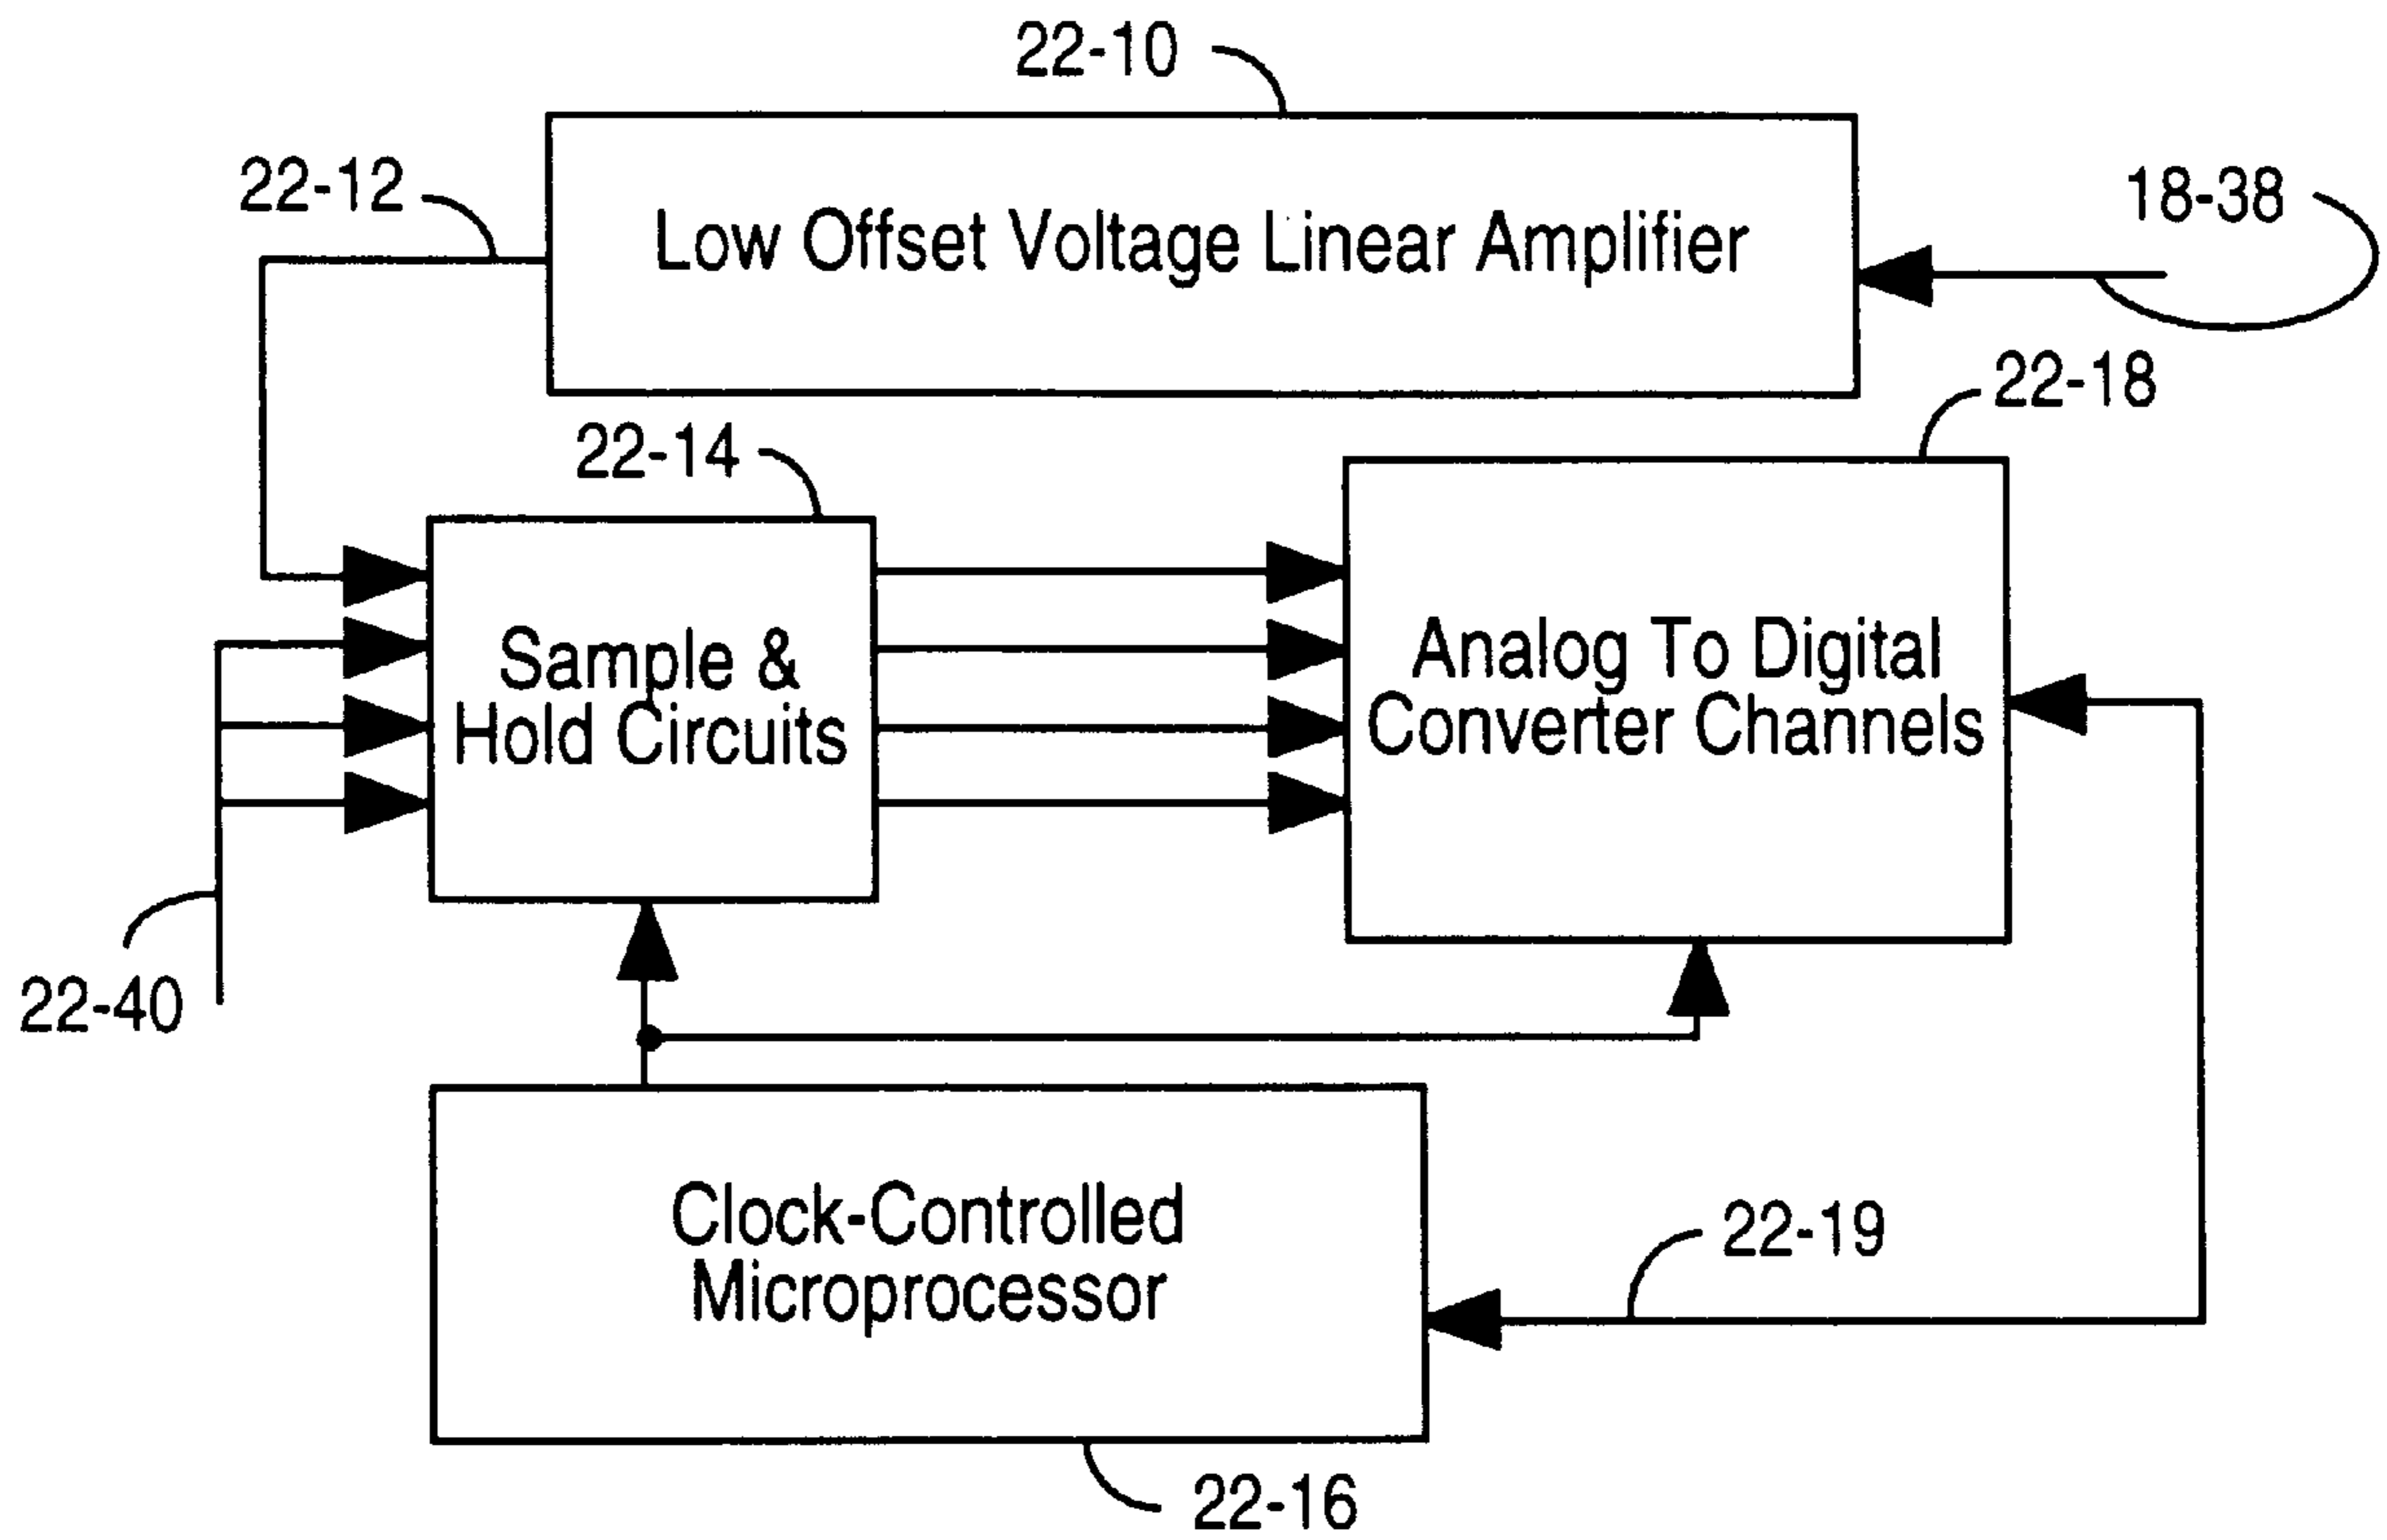 22-10
22-12
Low Offset Voltage Linear Amplifier
18-38
22-18
22-14
Sample &
Hold Circuits
Analog To Digital
Converter Channels
22-40
Clock-Controlled
Microprocessor
22-19
22-16